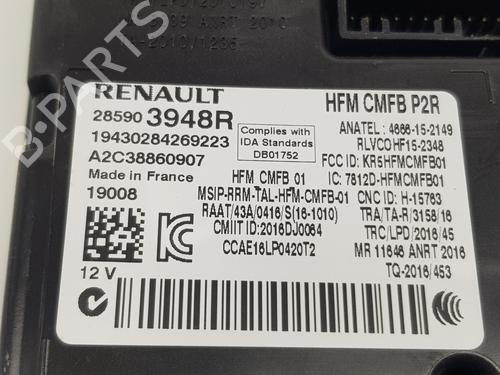 A-2010/1236
RENAULT
HFM CMFB P2R
28590 3948R
19430284269223
A2C38860907
Made in France
19008
12 V
Complies with
IDA Standards
DB01752
ANATEL : 4666-15-2149
RLVCOHF15-2348
FCC ID: KR5HFMCMFB01
HFM CMFB 01
IC: 7812D-HFMCMFB01
MSIP-RRM-TAL-HFM-CMFB-01
CNC ID: H-15763
RAAT/43A/0416/S(16-1010)
TRA/TA-R/3158/16
CMIIT ID:2016DJ0064
TRC/LPD/2016/45
CCAE16LP0420T2
MR 11646 ANRT 2016
TQ-2016/453